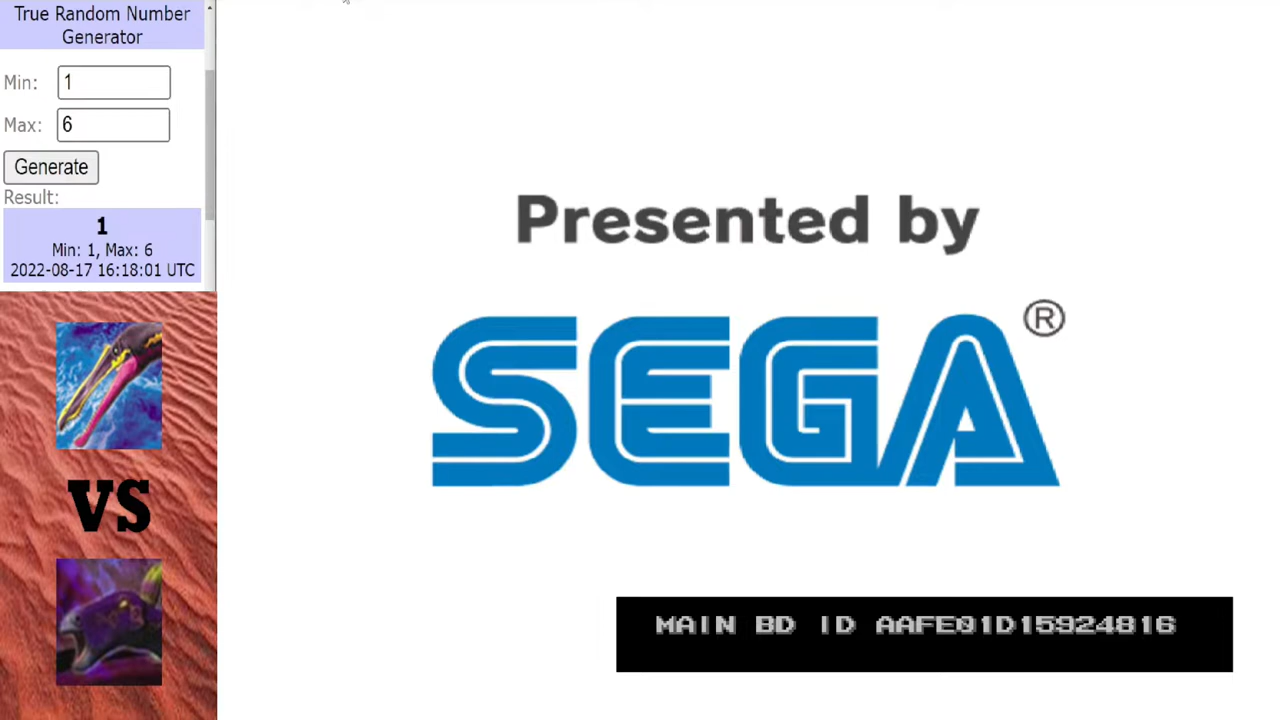 True Random Number
Generator
Min: 1
Max: 6
Generate
Result:
1
Min: 1, Max: 6
2022-08-17 16:18:01 UTC
VS
Presented by
SEGA®
MAIN BD ID AAFE01D15924816